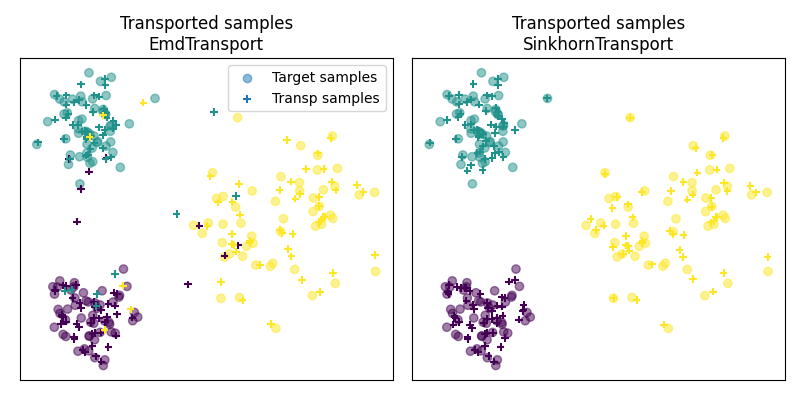 Transported samples
EmdTransport
Target samples
Transp samples
Transported samples
SinkhornTransport